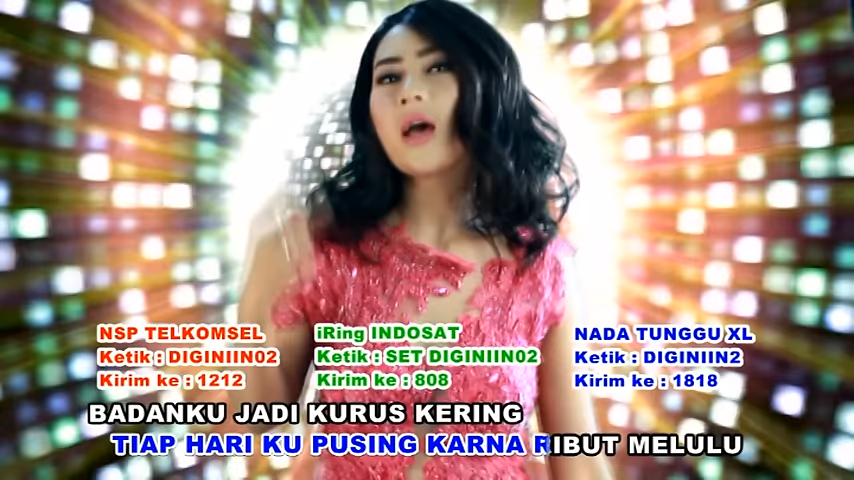 NSP TELKOMSEL
Ketik : DIGINIIN02
Kirim ke : 1212
iRing INDOSAT
Ketik : SET DIGINIIN02
Kirim ke : 808
NADA TUNGGU XL
Ketik : DIGINIIN2
Kirim ke : 1818
BADANKU JADI KURUS KERING
TIAP HARI KU PUSING KARNA RIBUT MELULU